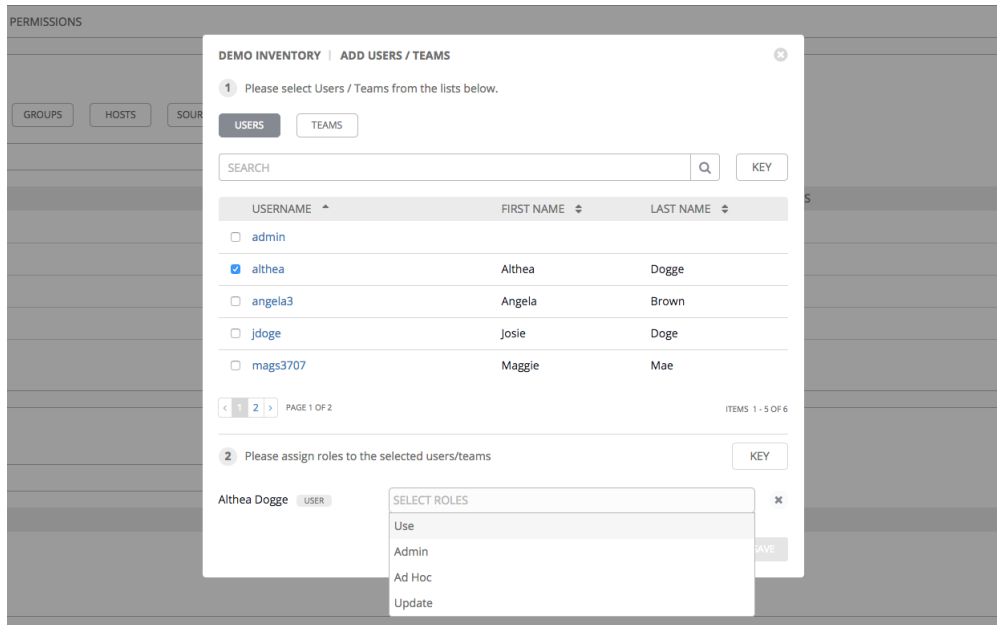 PERMISSIONS
DEMO INVENTORY | ADD USERS / TEAMS
1 Please select Users / Teams from the lists below.
GROUPS HOSTS
USERS TEAMS
SEARCH KEY
USERNAME FIRST NAME LAST NAME
admin
althea Althea Dogge
angela3 Angela Brown
jdoge Josie Doge
mags3707 Maggie Mae
< 1 2 > PAGE 1 OF 2 ITEMS 1 - 5 OF 6
2 Please assign roles to the selected users/teams KEY
Althea Dogge USER SELECT ROLES
Use
Admin
Ad Hoc
Update